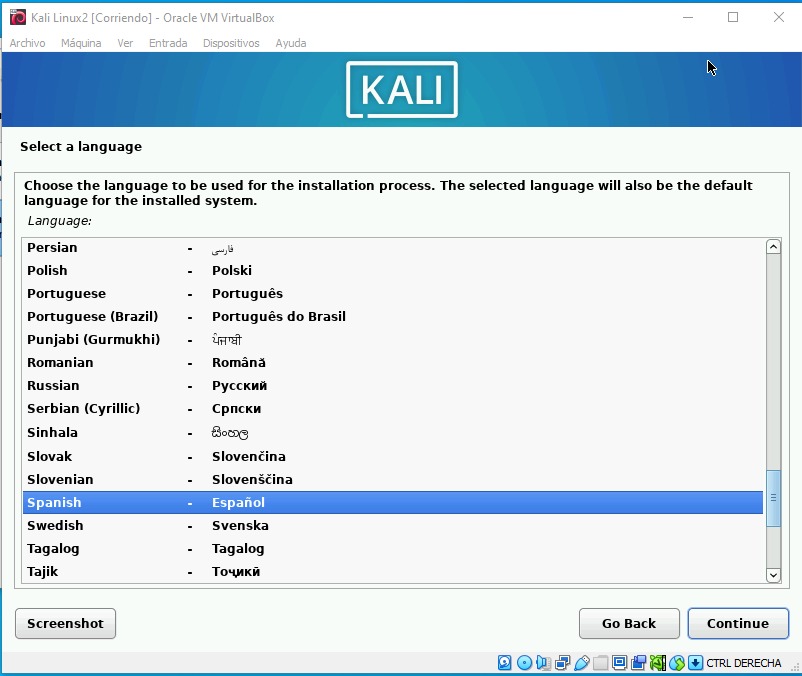 Kali Linux2 [Corriendo] - Oracle VM VirtualBox
Archivo Máquina Ver Entrada Dispositivos Ayuda
KALI
Select a language
Choose the language to be used for the installation process. The selected language will also be the default
language for the installed system.
Language:
Persian - فارسی
Polish - Polski
Portuguese - Português
Portuguese (Brazil) - Português do Brasil
Punjabi (Gurmukhi) - ਪੰਜਾਬੀ
Romanian - Română
Russian - Русский
Serbian (Cyrillic) - Српски
Sinhala - සිංහල
Slovak - Slovenčina
Slovenian - Slovenščina
Spanish - Español
Swedish - Svenska
Tagalog - Tagalog
Tajik - Тоҷикӣ
Screenshot Go Back Continue
CTRL DERECHA